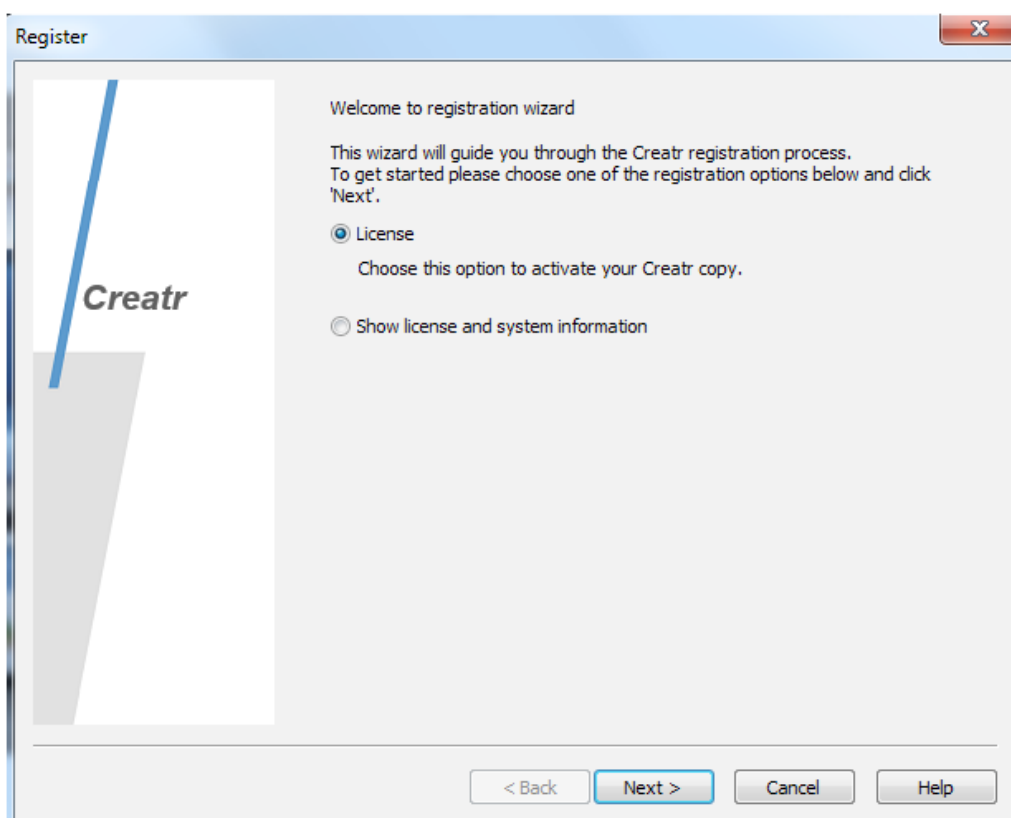 Register
Welcome to registration wizard
This wizard will guide you through the Creatr registration process.
To get started please choose one of the registration options below and click
'Next'.
License
Choose this option to activate your Creatr copy.
Creatr
Show license and system information
< Back
Next >
Cancel
Help